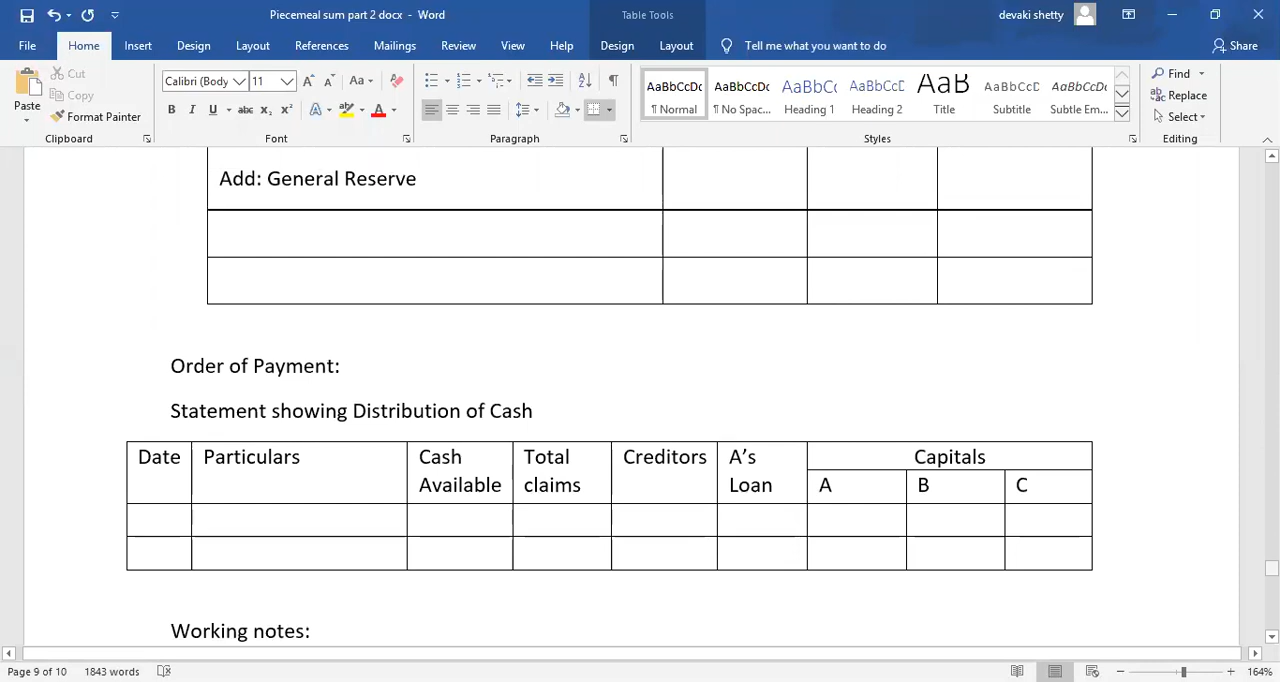 Piecemeal sum part 2 docx - Word
Table Tools
devaki shetty
File Home Insert Design Layout References Mailings Review View Help Design Layout Tell me what you want to do Share
Paste
Cut
Copy
Format Painter
Clipboard
Calibri (Body 11
Font
Paragraph
AaBbCcDc
¶ Normal
AaBbCcDc
¶ No Spac...
AaBbCc
Heading 1
AaBbCcD
Heading 2
AaB
Title
AaBbCcD
Subtitle
AaBbCcDc
Subtle Em...
Styles
Find
Replace
Select
Editing
Add: General Reserve
Order of Payment:
Statement showing Distribution of Cash
Date Particulars Cash Available Total claims Creditors A’s Loan Capitals
A B C
Working notes:
Page 9 of 10 1843 words 164%